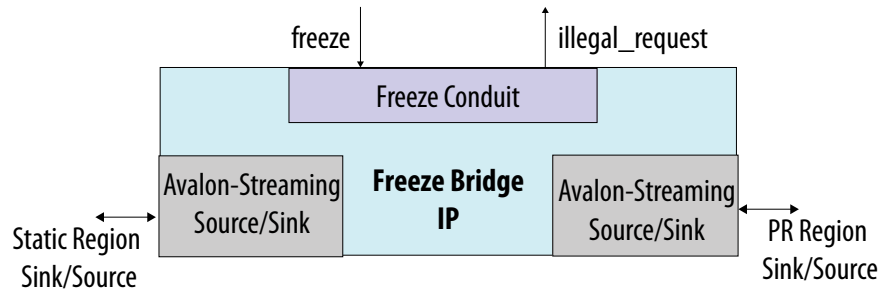 freeze
illegal_request
Freeze Conduit
Avalon-Streaming
Source/Sink
Freeze Bridge
IP
Avalon-Streaming
Source/Sink
Static Region
Sink/Source
PR Region
Sink/Source